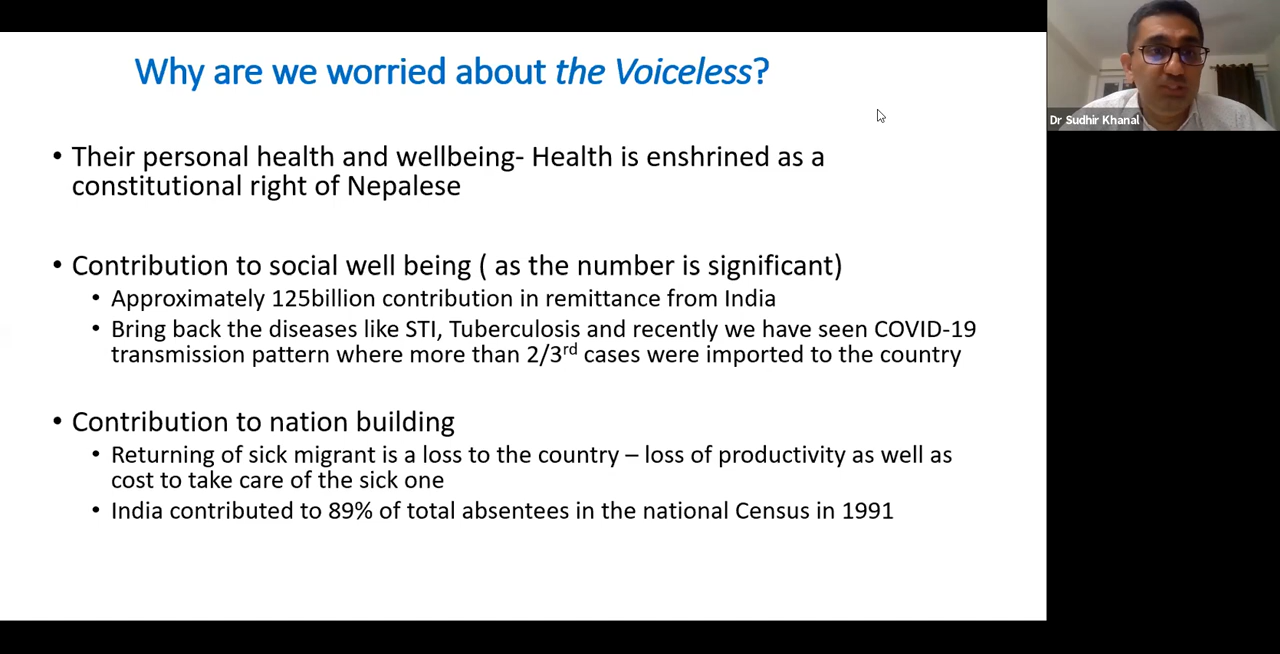 Why are we worried about the Voiceless?
Dr Sudhir Khanal
• Their personal health and wellbeing- Health is enshrined as a
constitutional right of Nepalese
• Contribution to social well being ( as the number is significant)
• Approximately 125billion contribution in remittance from India
• Bring back the diseases like STI, Tuberculosis and recently we have seen COVID-19
transmission pattern where more than 2/3rd cases were imported to the country
• Contribution to nation building
• Returning of sick migrant is a loss to the country – loss of productivity as well as
cost to take care of the sick one
• India contributed to 89% of total absentees in the national Census in 1991